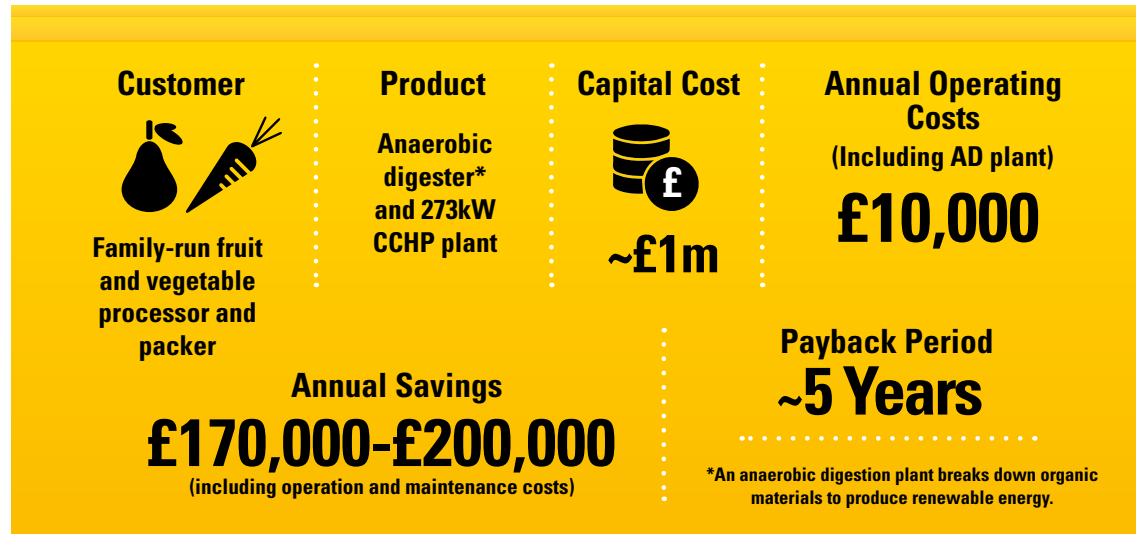 Customer
Family-run fruit
and vegetable
processor and
packer
Product
Anaerobic
digester*
and 273kW
CCHP plant
Capital Cost
£
~£1m
Annual Operating
Costs
(Including AD plant)
£10,000
Annual Savings
£170,000-£200,000
(including operation and maintenance costs)
Payback Period
~5 Years
*An anaerobic digestion plant breaks down organic
materials to produce renewable energy.